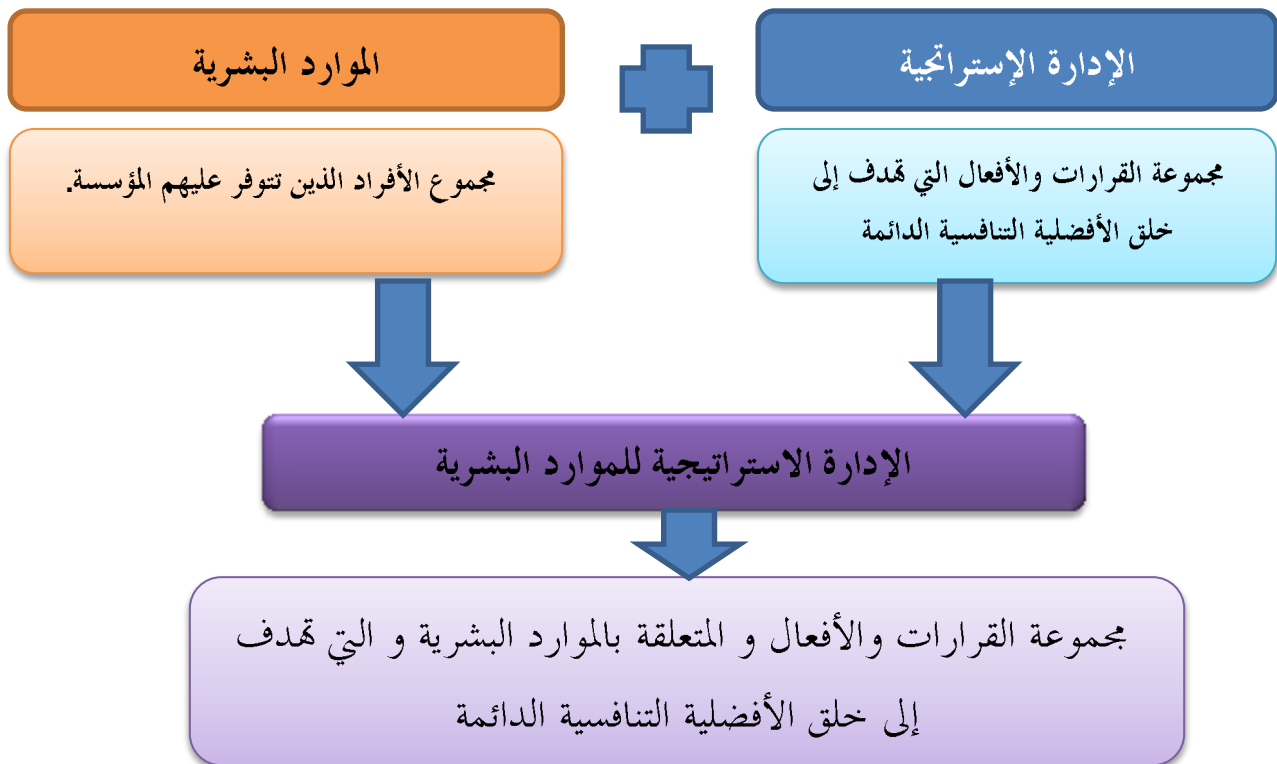 الإدارة الإستراتجية
الموارد البشرية
مجموعة القرارات والأفعال التي تهدف إلى
خلق الأفضلية التنافسية الدائمة
مجموع الأفراد الذين تتوفر عليهم المؤسسة.
الإدارة الاستراتيجية للموارد البشرية
مجموعة القرارات والأفعال و المتعلقة بالموارد البشرية و التي تهدف
إلى خلق الأفضلية التنافسية الدائمة